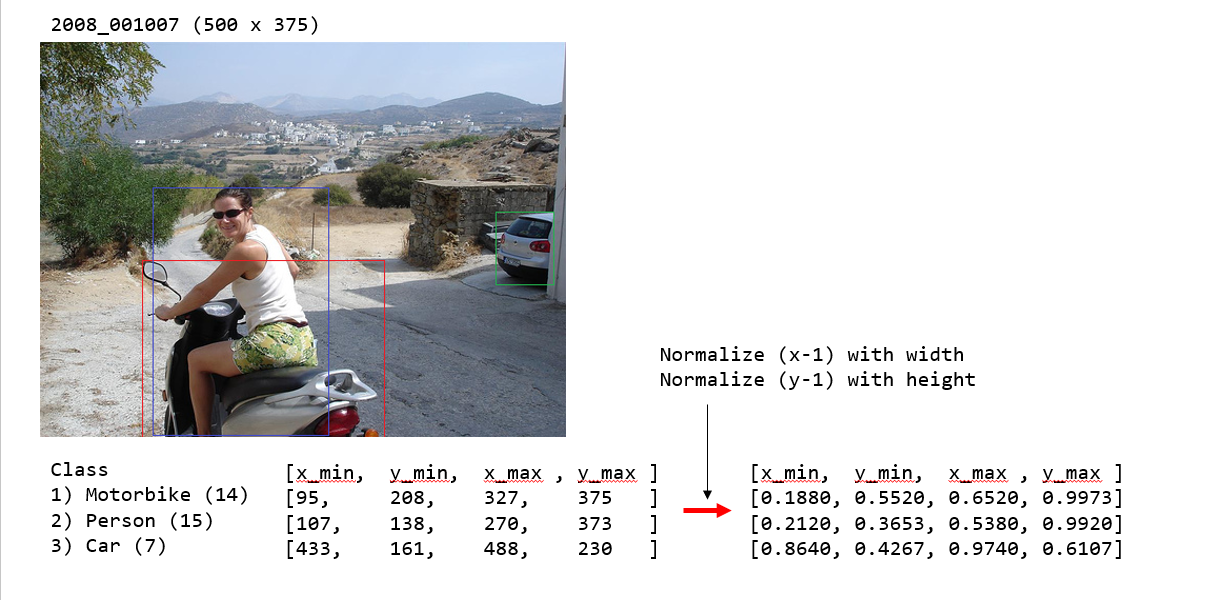 2008_001007 (500 x 375)
Normalize (x-1) with width
Normalize (y-1) with height
Class [x_min, y_min, x_max , y_max ] [x_min, y_min, x_max , y_max ]
1) Motorbike (14) [95, 208, 327, 375 ] [0.1880, 0.5520, 0.6520, 0.9973]
2) Person (15) [107, 138, 270, 373 ] [0.2120, 0.3653, 0.5380, 0.9920]
3) Car (7) [433, 161, 488, 230 ] [0.8640, 0.4267, 0.9740, 0.6107]